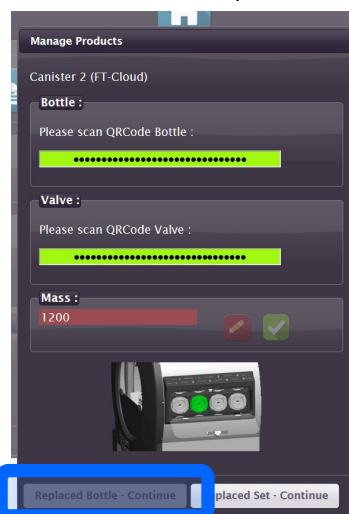 Manage Products
Canister 2 (FT-Cloud)
Bottle :
Please scan QRCode Bottle :
Valve :
Please scan QRCode Valve :
Mass :
1200
Replaced Bottle - Continue
placed Set - Continue